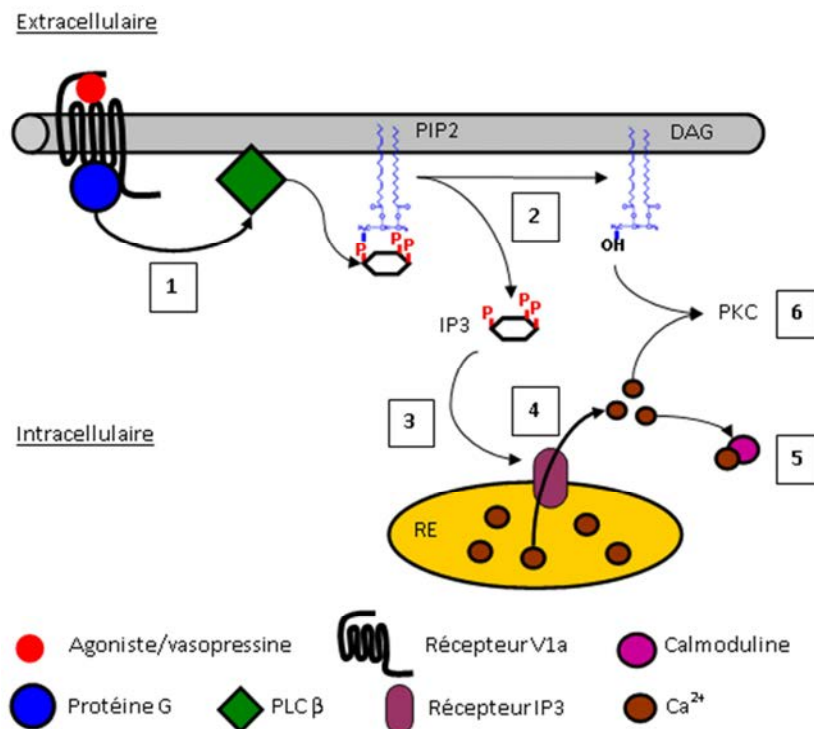 Extracellulaire
PIP2
DAG
2
OH
1
IP3
PKC
6
P P P
P P P
3
4
Intracellulaire
5
RE
Agoniste/vasopressine
Récepteur V1a
Calmoduline
Protéine G
PLC β
Récepteur IP3
Ca²⁺